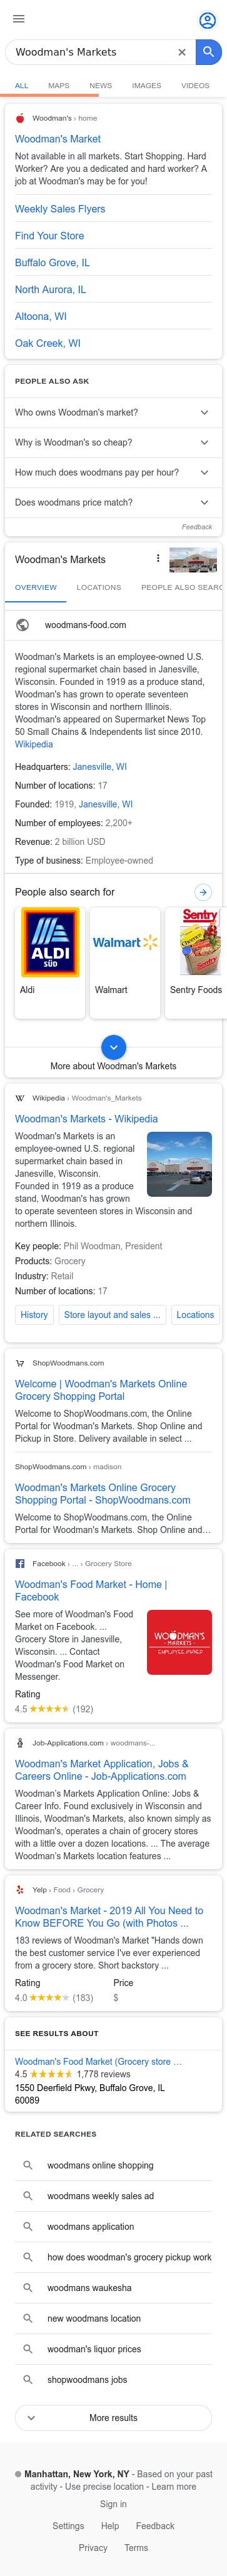 Woodman's Markets
ALL MAPS NEWS IMAGES VIDEOS
Woodman's › home
Woodman's Market
Not available in all markets. Start Shopping. Hard
Worker? Are you a dedicated and hard worker? A
job at Woodman's may be for you!
Weekly Sales Flyers
Find Your Store
Buffalo Grove, IL
North Aurora, IL
Altoona, WI
Oak Creek, WI
PEOPLE ALSO ASK
Who owns Woodman's market?
Why is Woodman's so cheap?
How much does woodmans pay per hour?
Does woodmans price match?
Feedback
Woodman's Markets
OVERVIEW LOCATIONS PEOPLE ALSO SEARC
woodmans-food.com
Woodman's Markets is an employee-owned U.S.
regional supermarket chain based in Janesville,
Wisconsin. Founded in 1919 as a produce stand,
Woodman's has grown to operate seventeen
stores in Wisconsin and northern Illinois.
Woodman's appeared on Supermarket News Top
50 Small Chains & Independents list since 2010.
Wikipedia
Headquarters: Janesville, WI
Number of locations: 17
Founded: 1919, Janesville, WI
Number of employees: 2,200+
Revenue: 2 billion USD
Type of business: Employee-owned
People also search for
ALDI
SÜD
Walmart
Sentry
Aldi
Walmart
Sentry Foods
More about Woodman's Markets
W Wikipedia › Woodman's_Markets
Woodman's Markets - Wikipedia
Woodman's Markets is an
employee-owned U.S. regional
supermarket chain based in
Janesville, Wisconsin.
Founded in 1919 as a produce
stand, Woodman's has grown
to operate seventeen stores in Wisconsin and
northern Illinois.
Key people: Phil Woodman, President
Products: Grocery
Industry: Retail
Number of locations: 17
History Store layout and sales ... Locations
ShopWoodmans.com
Welcome | Woodman's Markets Online
Grocery Shopping Portal
Welcome to ShopWoodmans.com, the Online
Portal for Woodman's Markets. Shop Online and
Pickup in Store. Delivery available in select ...
ShopWoodmans.com › madison
Woodman's Markets Online Grocery
Shopping Portal - ShopWoodmans.com
Welcome to ShopWoodmans.com, the Online
Portal for Woodman's Markets. Shop Online and…
Facebook › ... › Grocery Store
Woodman's Food Market - Home |
Facebook
See more of Woodman's Food
Market on Facebook. ...
Grocery Store in Janesville,
Wisconsin. ... Contact
Woodman's Food Market on
Messenger.
WOODMAN'S
MARKETS
EMPLOYEE OWNED
Rating
4.5 (192)
Job-Applications.com › woodmans-...
Woodman's Market Application, Jobs &
Careers Online - Job-Applications.com
Woodman's Markets Application Online: Jobs &
Career Info. Found exclusively in Wisconsin and
Illinois, Woodman's Markets, also known simply as
Woodman's, operates a chain of grocery stores
with a little over a dozen locations. ... The average
Woodman's Markets location features ...
Yelp › Food › Grocery
Woodman's Market - 2019 All You Need to
Know BEFORE You Go (with Photos ...
183 reviews of Woodman's Market "Hands down
the best customer service I've ever experienced
from a grocery store. Short backstory ...
Rating Price
4.0 (183) $
SEE RESULTS ABOUT
Woodman's Food Market (Grocery store …
4.5 1,778 reviews
1550 Deerfield Pkwy, Buffalo Grove, IL
60089
RELATED SEARCHES
woodmans online shopping
woodmans weekly sales ad
woodmans application
how does woodman's grocery pickup work
woodmans waukesha
new woodmans location
woodman's liquor prices
shopwoodmans jobs
More results
Manhattan, New York, NY - Based on your past
activity - Use precise location - Learn more
Sign in
Settings Help Feedback
Privacy Terms